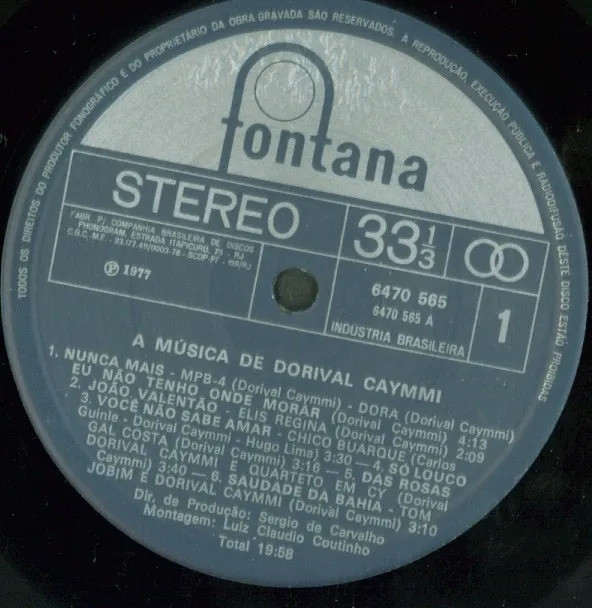 TODOS OS DIREITOS DO PRODUTOR FONOGRÁFICO E DO PROPRIETÁRIO DA OBRA GRAVADA SÃO RESERVADOS. A REPRODUÇÃO, EXECUÇÃO PÚBLICA E RADIODIFUSÃO DESTE DISCO ESTÃO PROIBIDAS
fontana
STEREO
33 1/3
FABR. P/ COMPANHIA BRASILEIRA DE DISCOS
PHONOGRAM, ESTRADA ITAPICURU, 75 - RJ
C.G.C.-M.F.
℗ 1977
6470 565
6470 565 A
INDÚSTRIA BRASILEIRA
1
A MÚSICA DE DORIVAL CAYMMI
1. NUNCA MAIS - MPB-4 (Dorival Caymmi) - DORA (Dorival Caymmi)
EU NÃO TENHO ONDE MORAR (Dorival Caymmi) 4:13
2. JOÃO VALENTÃO - ELIS REGINA (Dorival Caymmi) 2:09
3. VOCÊ NÃO SABE AMAR - CHICO BUARQUE (Carlos
Guinle - Dorival Caymmi - Hugo Lima) 3:30 - 4. SÓ LOUCO
GAL COSTA (Dorival Caymmi) 3:16 - 5. DAS ROSAS
DORIVAL CAYMMI E QUARTETO EM CY (Dorival
Caymmi) 3:40 - 6. SAUDADE DA BAHIA - TOM
JOBIM E DORIVAL CAYMMI (Dorival Caymmi) 3:10
Dir. de Produção: Sergio de Carvalho
Montagem: Luiz Claudio Coutinho
Total 19:58